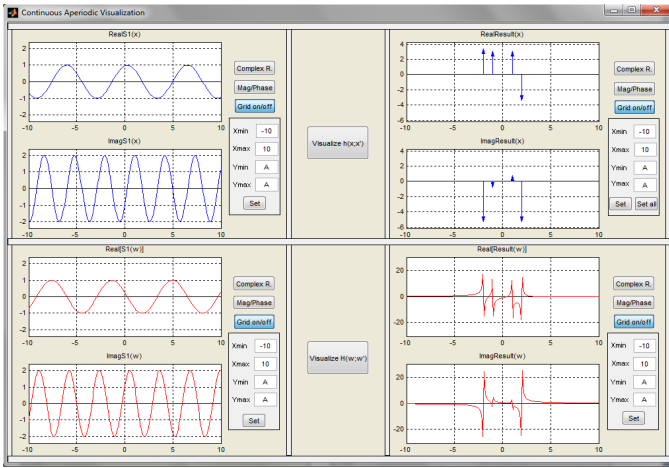 Continuous Aperiodic Visualization
RealS1(x)
2
1
0
-1
-2
-10 -5 0 5 10
ImagS1(x)
2
1
0
-1
-2
-10 -5 0 5 10
Complex R.
Mag/Phase
Grid on/off
Xmin -10
Xmax 10
Ymin A
Ymax A
Set
Visualize h(x;x')
RealResult(x)
4
2
0
-2
-4
-6
-10 -5 0 5 10
ImagResult(x)
4
2
0
-2
-4
-6
-10 -5 0 5 10
Complex R.
Mag/Phase
Grid on/off
Xmin -10
Xmax 10
Ymin A
Ymax A
Set Set all
Real[S1(w)]
2
1
0
-1
-2
-10 -5 0 5 10
ImagS1(w)
2
1
0
-1
-2
-10 -5 0 5 10
Complex R.
Mag/Phase
Grid on/off
Xmin -10
Xmax 10
Ymin A
Ymax A
Set
Visualize H(w;w')
Real[Result(w)]
20
0
-20
-10 -5 0 5 10
ImagResult(w)
20
0
-20
-10 -5 0 5 10
Complex R.
Mag/Phase
Grid on/off
Xmin -10
Xmax 10
Ymin A
Ymax A
Set